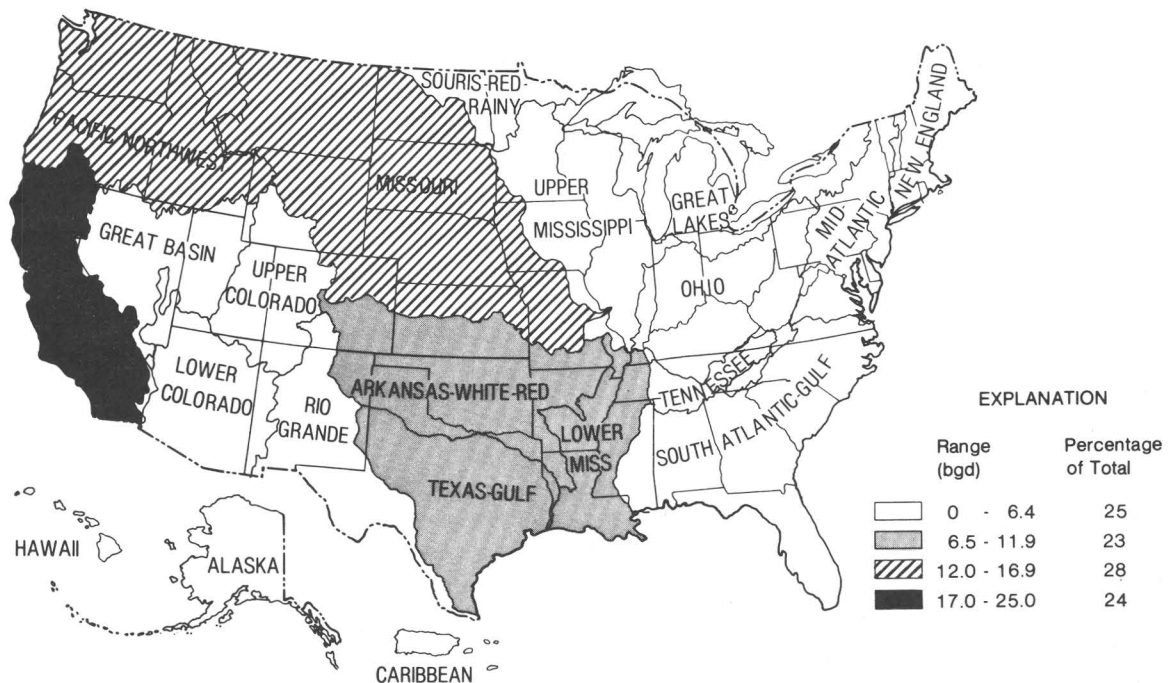 SOURIS-RED
RAINY
NEW ENGLAND
PACIFIC NORTHWEST
MISSOURI
UPPER
MISSISSIPPI
GREAT
LAKES
MID
ATLANTIC
GREAT BASIN
UPPER
COLORADO
OHIO
LOWER
COLORADO
RIO
GRANDE
ARKANSAS-WHITE-RED
TENNESSEE
LOWER
MISS
SOUTH ATLANTIC-GULF
TEXAS-GULF
HAWAII
ALASKA
CARIBBEAN
EXPLANATION
Range Percentage
(bgd) of Total
0 - 6.4 25
6.5 - 11.9 23
12.0 - 16.9 28
17.0 - 25.0 24